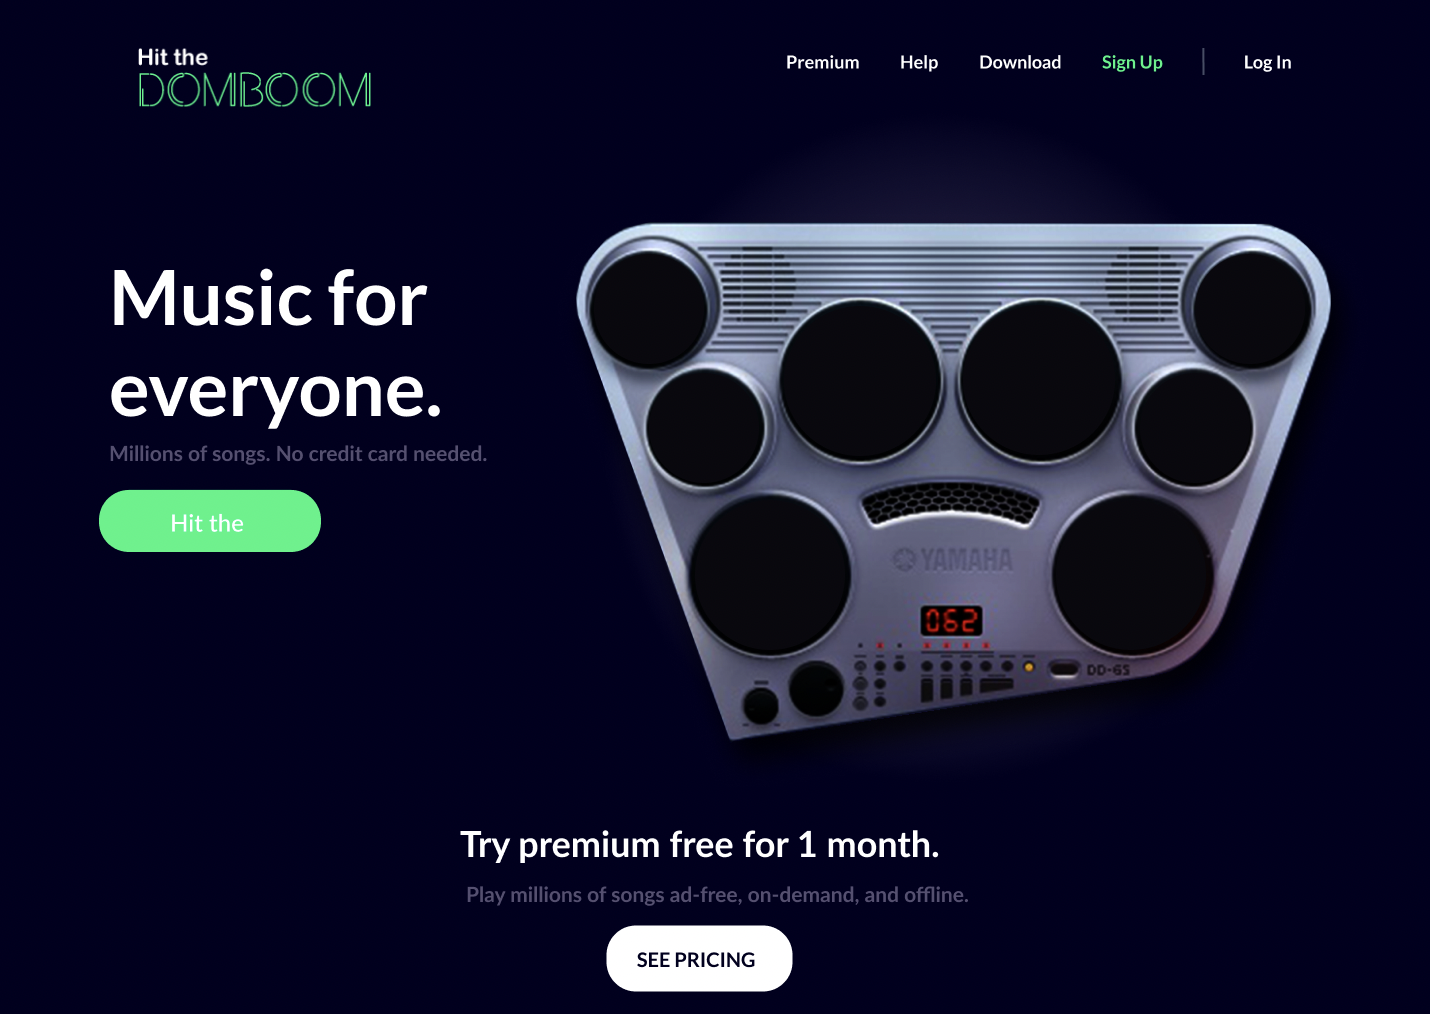 Hit the
DOMBOOM
Premium Help Download Sign Up Log In
Music for
everyone.
Millions of songs. No credit card needed.
Hit the
YAMAHA
062
DD-65
Try premium free for 1 month.
Play millions of songs ad-free, on-demand, and offline.
SEE PRICING